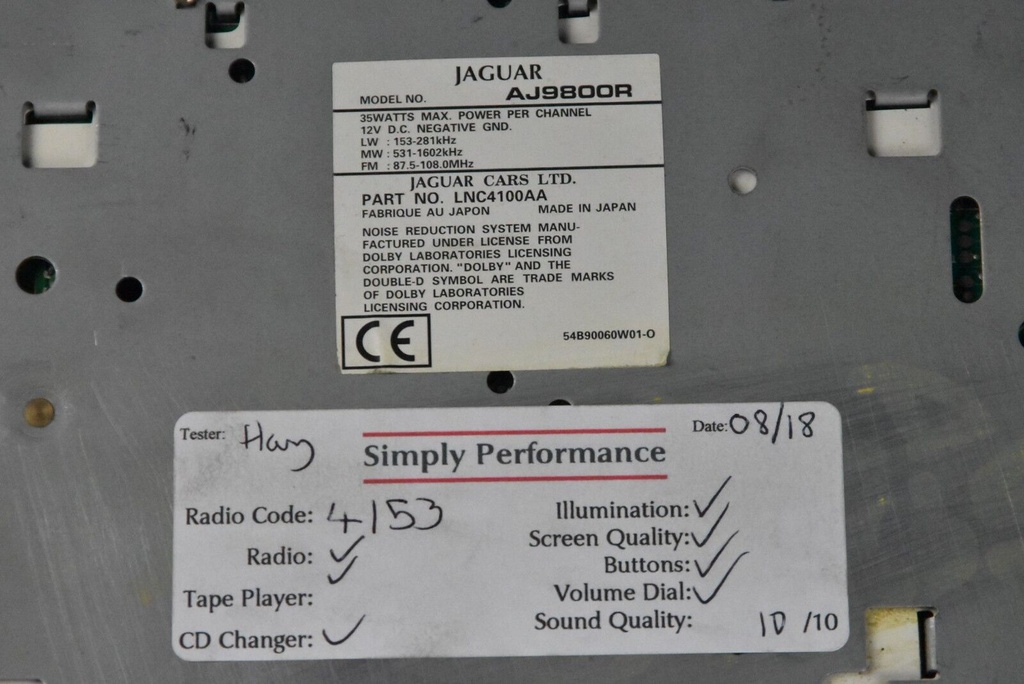 JAGUAR
MODEL NO. AJ9800R
35WATTS MAX. POWER PER CHANNEL
12V D.C. NEGATIVE GND.
LW : 153-281kHz
MW : 531-1602kHz
FM : 87.5-108.0MHz
JAGUAR CARS LTD.
PART NO. LNC4100AA
FABRIQUE AU JAPON MADE IN JAPAN
NOISE REDUCTION SYSTEM MANU-
FACTURED UNDER LICENSE FROM
DOLBY LABORATORIES LICENSING
CORPORATION. "DOLBY" AND THE
DOUBLE-D SYMBOL ARE TRADE MARKS
OF DOLBY LABORATORIES
LICENSING CORPORATION.
CE 54B90060W01-O
Tester: Date: 08/18
Simply Performance
Radio Code: 4153
Radio: ✓
Tape Player: ✓
CD Changer: ✓
Illumination: ✓
Screen Quality: ✓
Buttons: ✓
Volume Dial: ✓
Sound Quality: 10 /10